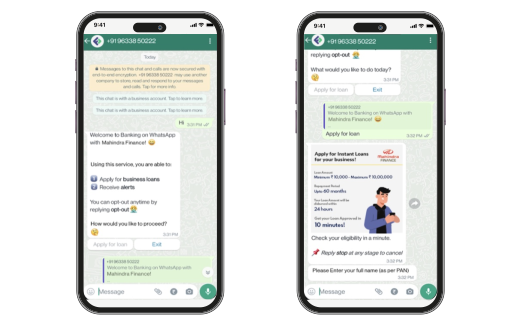 9:41
+91 96338 50222
Today
Messages to this chat and calls are now secured with
end-to-end encryption. +91 96338 50222 may use another
company to store, read and respond to your messages
and calls. Tap for more info.
This chat is with a business account. Tap to learn more.
This chat is with a business account. Tap to learn more.
Hi 3:01 PM
Welcome to Banking on WhatsApp
with Mahindra Finance! 😄
Using this service, you are able to:
1️⃣ Apply for business loans
2️⃣ Receive alerts
You can opt-out anytime by
replying opt-out
How would you like to proceed?
3:01 PM
Apply for loan
Exit
+91 96338 50222
Welcome to Banking on WhatsApp with
Mahindra Finance!
Message
9:41
+91 96338 50222
replying opt-out
What would you like to do today?
3:01 PM
Apply for loan
Exit
+91 96338 50222
Welcome to Banking on WhatsApp with
Mahindra Finance! 😄
Apply for loan
3:02 PM
Apply for Instant Loans
for your business!
Mahindra
FINANCE
Loan Amount
Minimum ₹ 10,000 - Maximum ₹ 10,00,000
Repayment Period
Upto 60 months
24 hours
Get your Loan Approved in
10 minutes!
Check your eligibility in a minute.
📌 Reply stop at any stage to cancel
3:02 PM
Please Enter your full name (as per PAN)
3:02 PM
Message